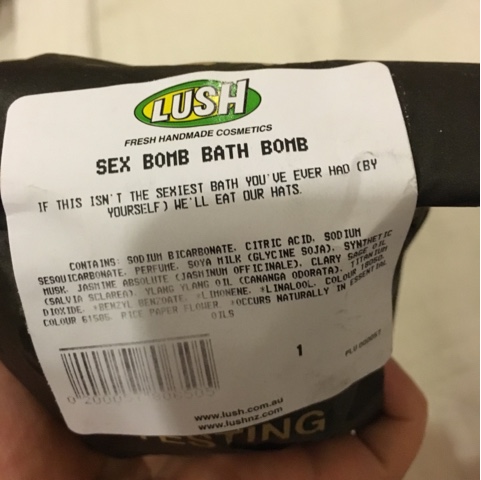 LUSH
FRESH HANDMADE COSMETICS
SEX BOMB BATH BOMB
IF THIS ISN'T THE SEXIEST BATH YOU'VE EVER HAD (BY
YOURSELF) WE'LL EAT OUR HATS.
CONTAINS: SODIUM BICARBONATE, CITRIC ACID, SODIUM
SESQUICARBONATE, PERFUME, SOYA MILK (GLYCINE SOJA), SYNTHETIC
MUSK, JASMINE ABSOLUTE (JASMINUM OFFICINALE), CLARY SAGE OIL
(SALVIA SCLAREA), YLANG YLANG OIL (CANANGA ODORATA), TITANIUM
DIOXIDE, *BENZYL BENZOATE, *LIMONENE, *LINALOOL, COLOUR
COLOUR RICE PAPER FLOWER. *OCCURS NATURALLY IN ESSENTIAL
OILS
1
www.lush.com.au
www.lushnz.com
TESTING